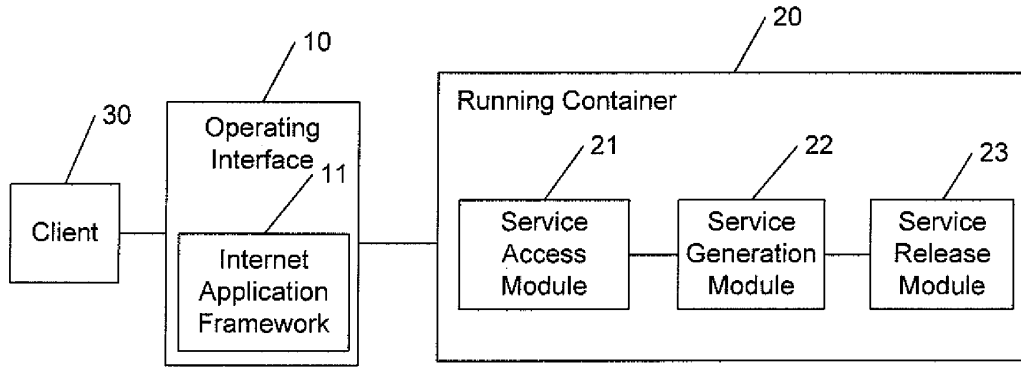 20
10
Running Container
30
Operating
Interface
21
22
23
11
Client
Service
Access
Module
Service
Generation
Module
Service
Release
Module
Internet
Application
Framework